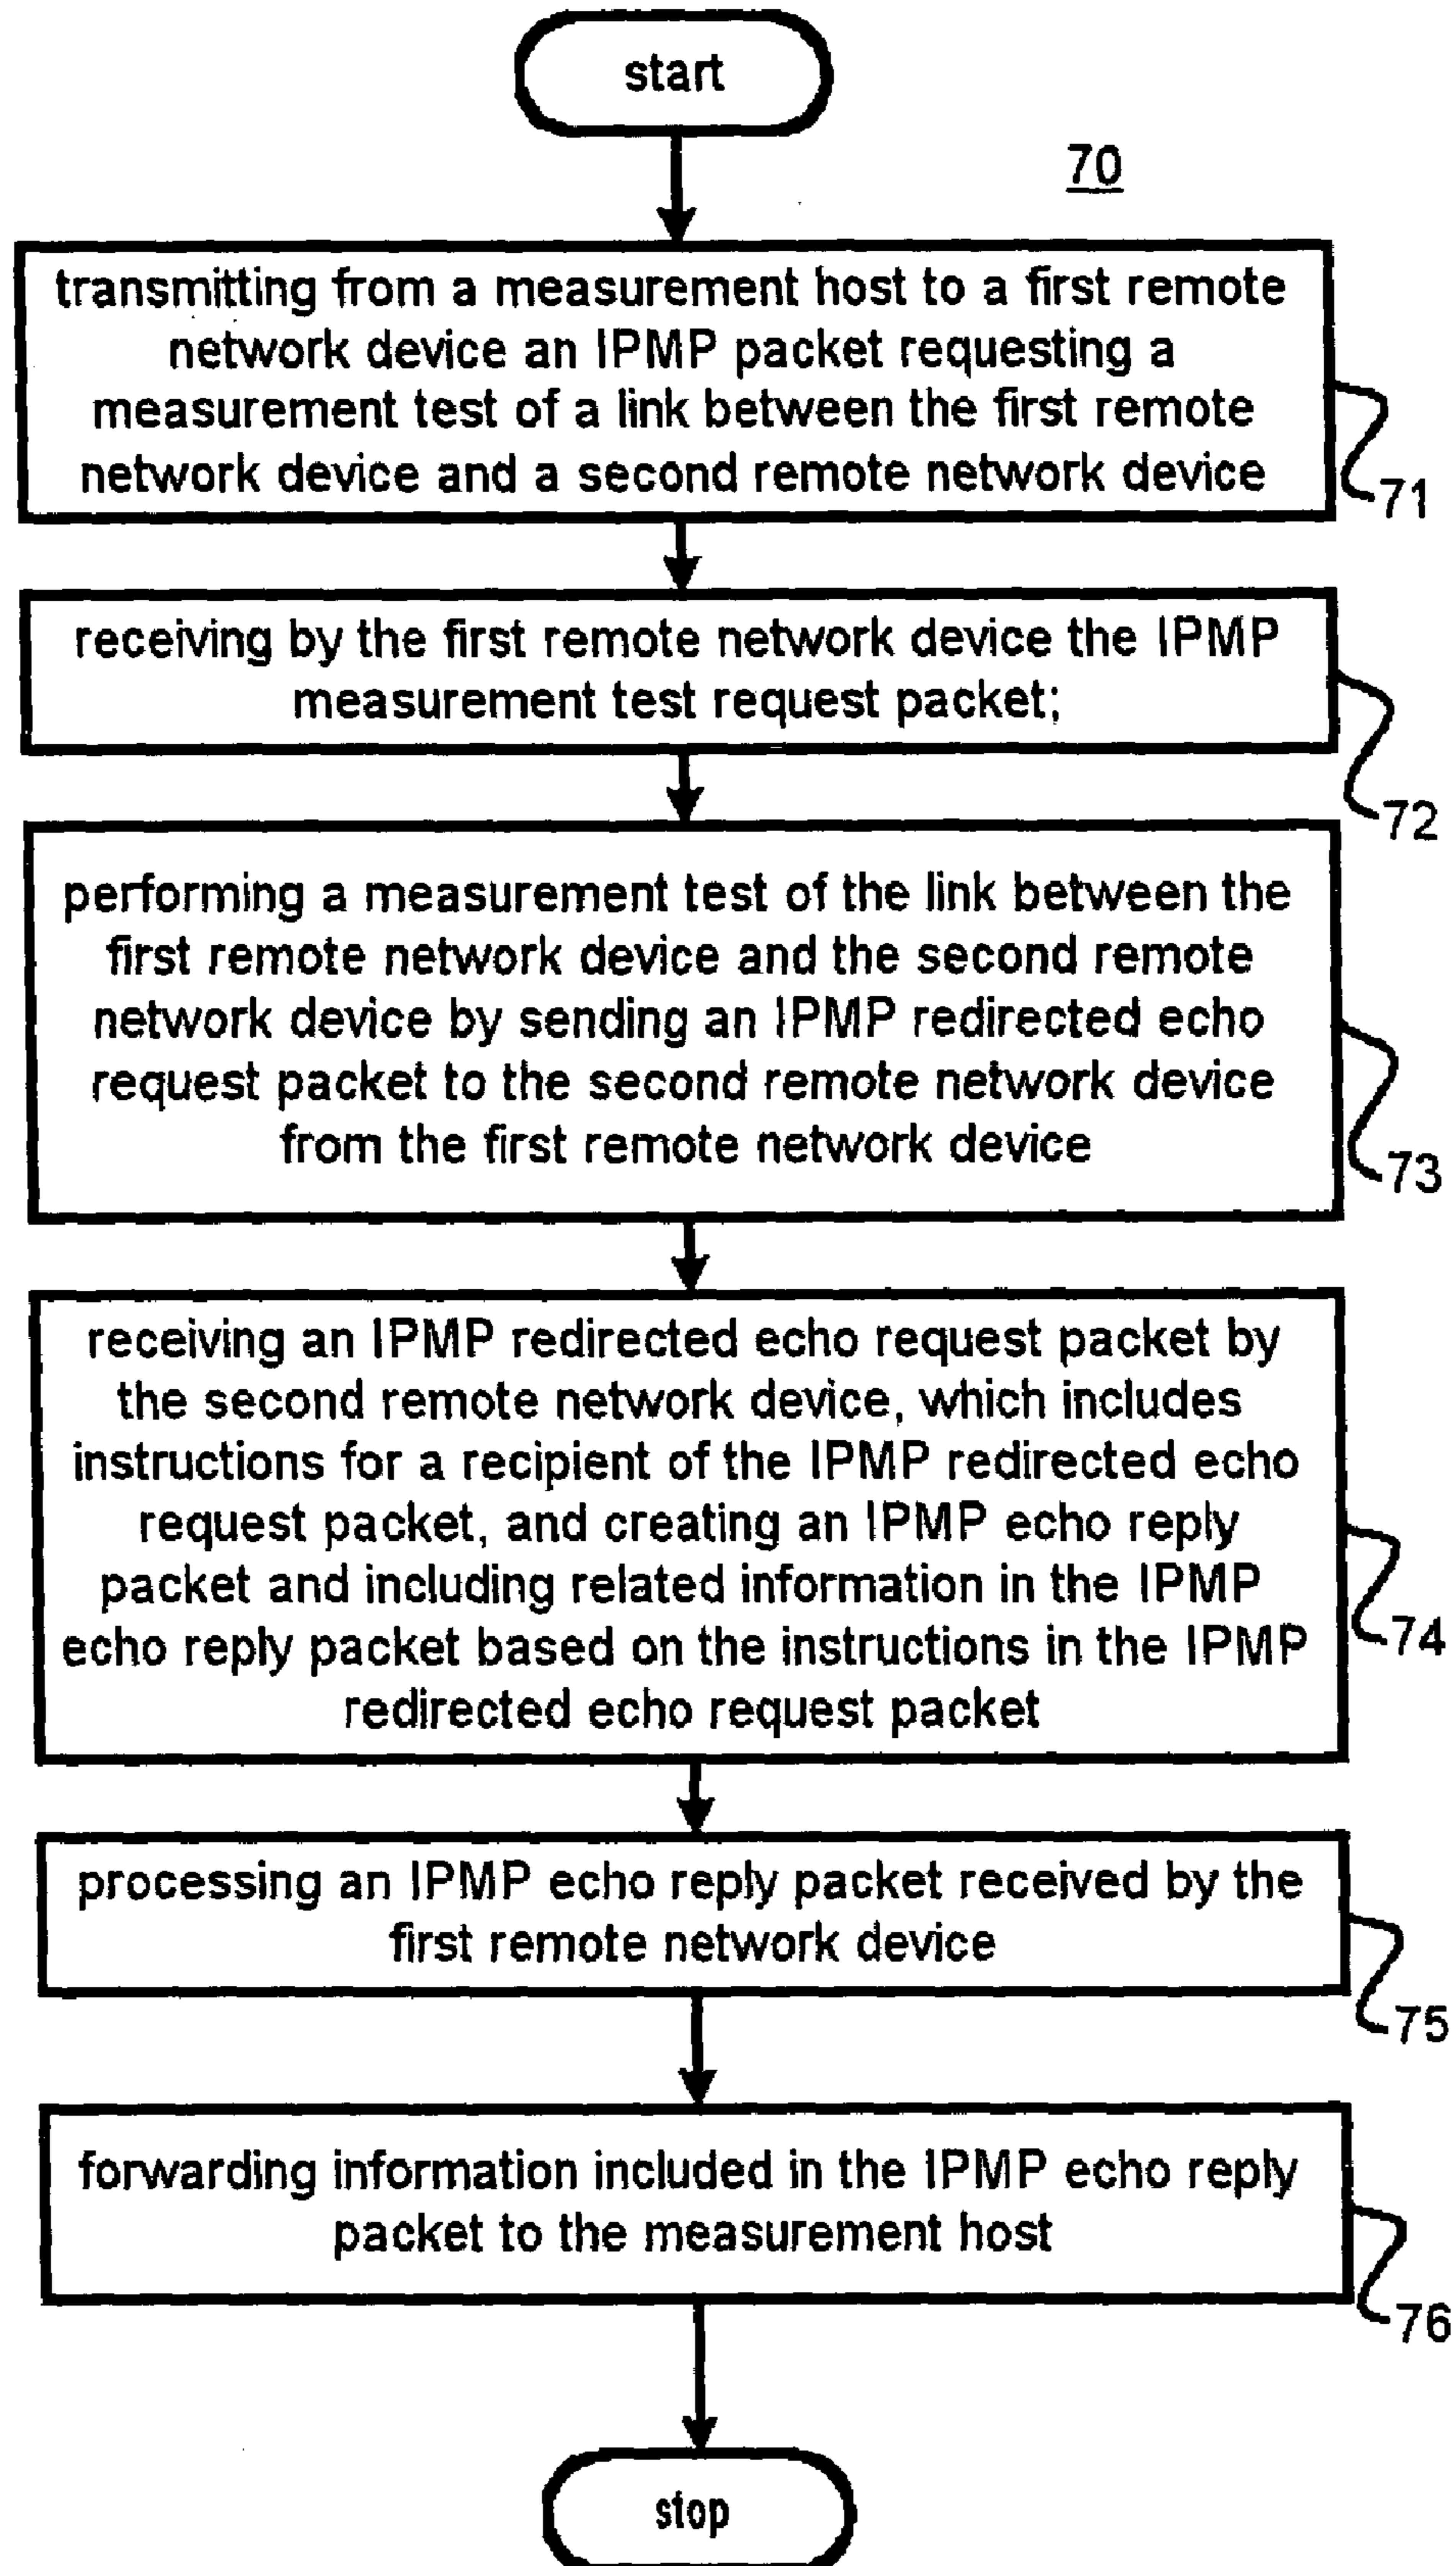 start
70
transmitting from a measurement host to a first remote
network device an IPMP packet requesting a
measurement test of a link between the first remote
network device and a second remote network device
71
receiving by the first remote network device the IPMP
measurement test request packet;
72
performing a measurement test of the link between the
first remote network device and the second remote
network device by sending an IPMP redirected echo
request packet to the second remote network device
from the first remote network device
73
receiving an IPMP redirected echo request packet by
the second remote network device, which includes
instructions for a recipient of the IPMP redirected echo
request packet, and creating an IPMP echo reply
packet and including related information in the IPMP
echo reply packet based on the instructions in the IPMP
redirected echo request packet
74
processing an IPMP echo reply packet received by the
first remote network device
75
forwarding information included in the IPMP echo reply
packet to the measurement host
76
stop